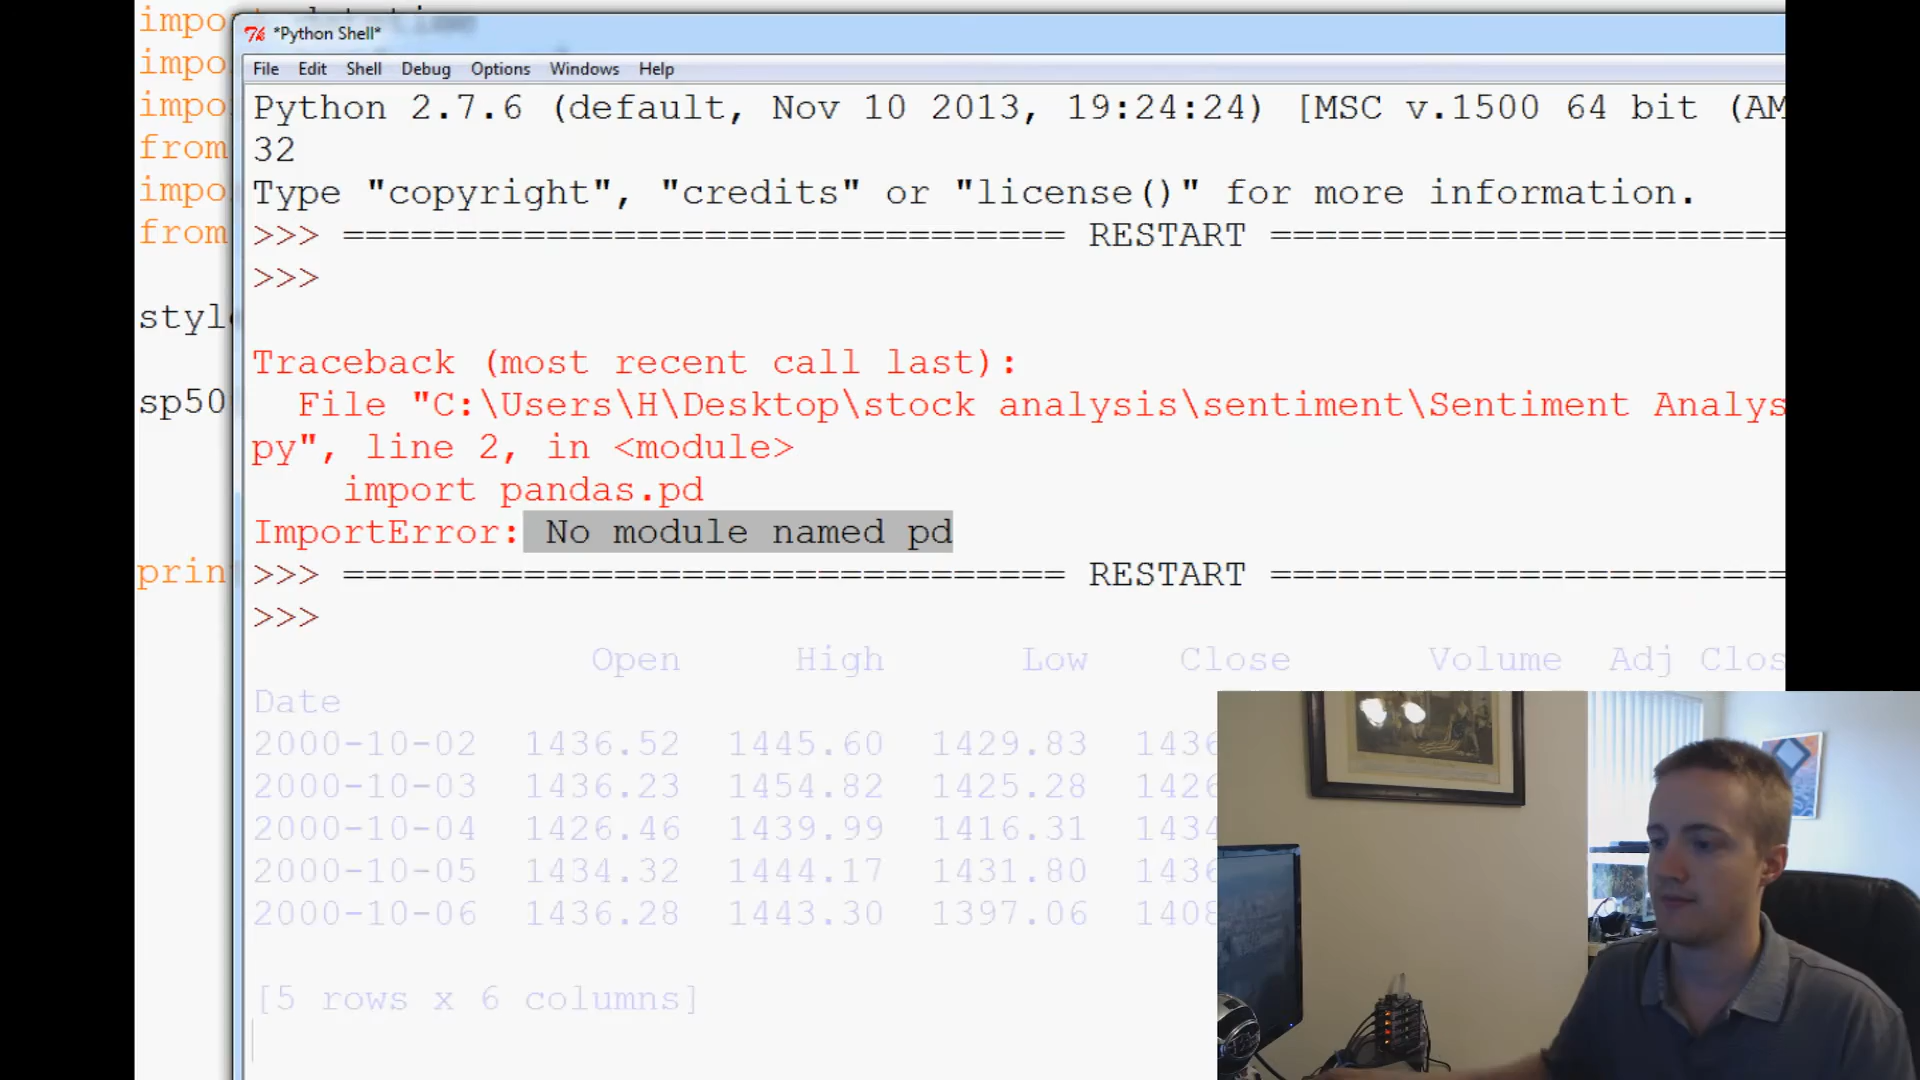 impo
*Python Shell*
impo
File Edit Shell Debug Options Windows Help
impo
Python 2.7.6 (default, Nov 10 2013, 19:24:24) [MSC v.1500 64 bit (AM
from
32
impo
Type "copyright", "credits" or "license()" for more information.
from
>>> ================================ RESTART =======================
>>>
styl
Traceback (most recent call last):
sp50
File "C:\Users\H\Desktop\stock analysis\sentiment\Sentiment Analys
py", line 2, in <module>
import pandas.pd
ImportError: No module named pd
prin
>>> ================================ RESTART =======================
>>>
Open High Low Close Volume Adj Clos
Date
2000-10-02 1436.52 1445.60 1429.83 1436
2000-10-03 1436.23 1454.82 1425.28 1426
2000-10-04 1426.46 1439.99 1416.31 1434
2000-10-05 1434.32 1444.17 1431.80 1436
2000-10-06 1436.28 1443.30 1397.06 1408
[5 rows x 6 columns]